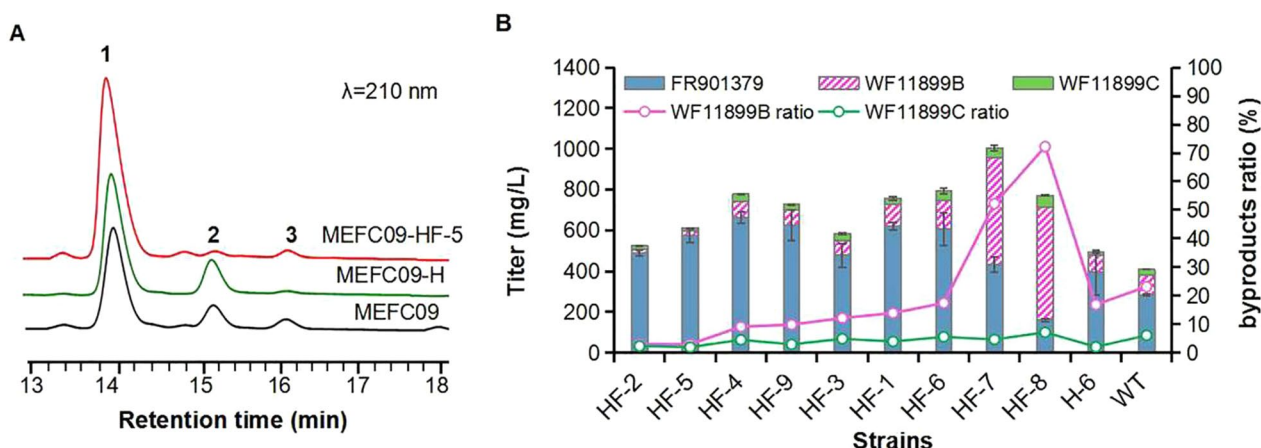 A
1
λ=210 nm
2
3
MEFC09-HF-5
MEFC09-H
MEFC09
13 14 15 16 17 18
Retention time (min)
B
FR901379 WF11899B WF11899C
WF11899B ratio WF11899C ratio
Titer (mg/L)
1400
1200
1000
800
600
400
200
0
100
90
80
70
60
50
40
30
20
10
0
byproducts ratio (%)
HF-2 HF-5 HF-4 HF-9 HF-3 HF-1 HF-6 HF-7 HF-8 H-6 WT
Strains